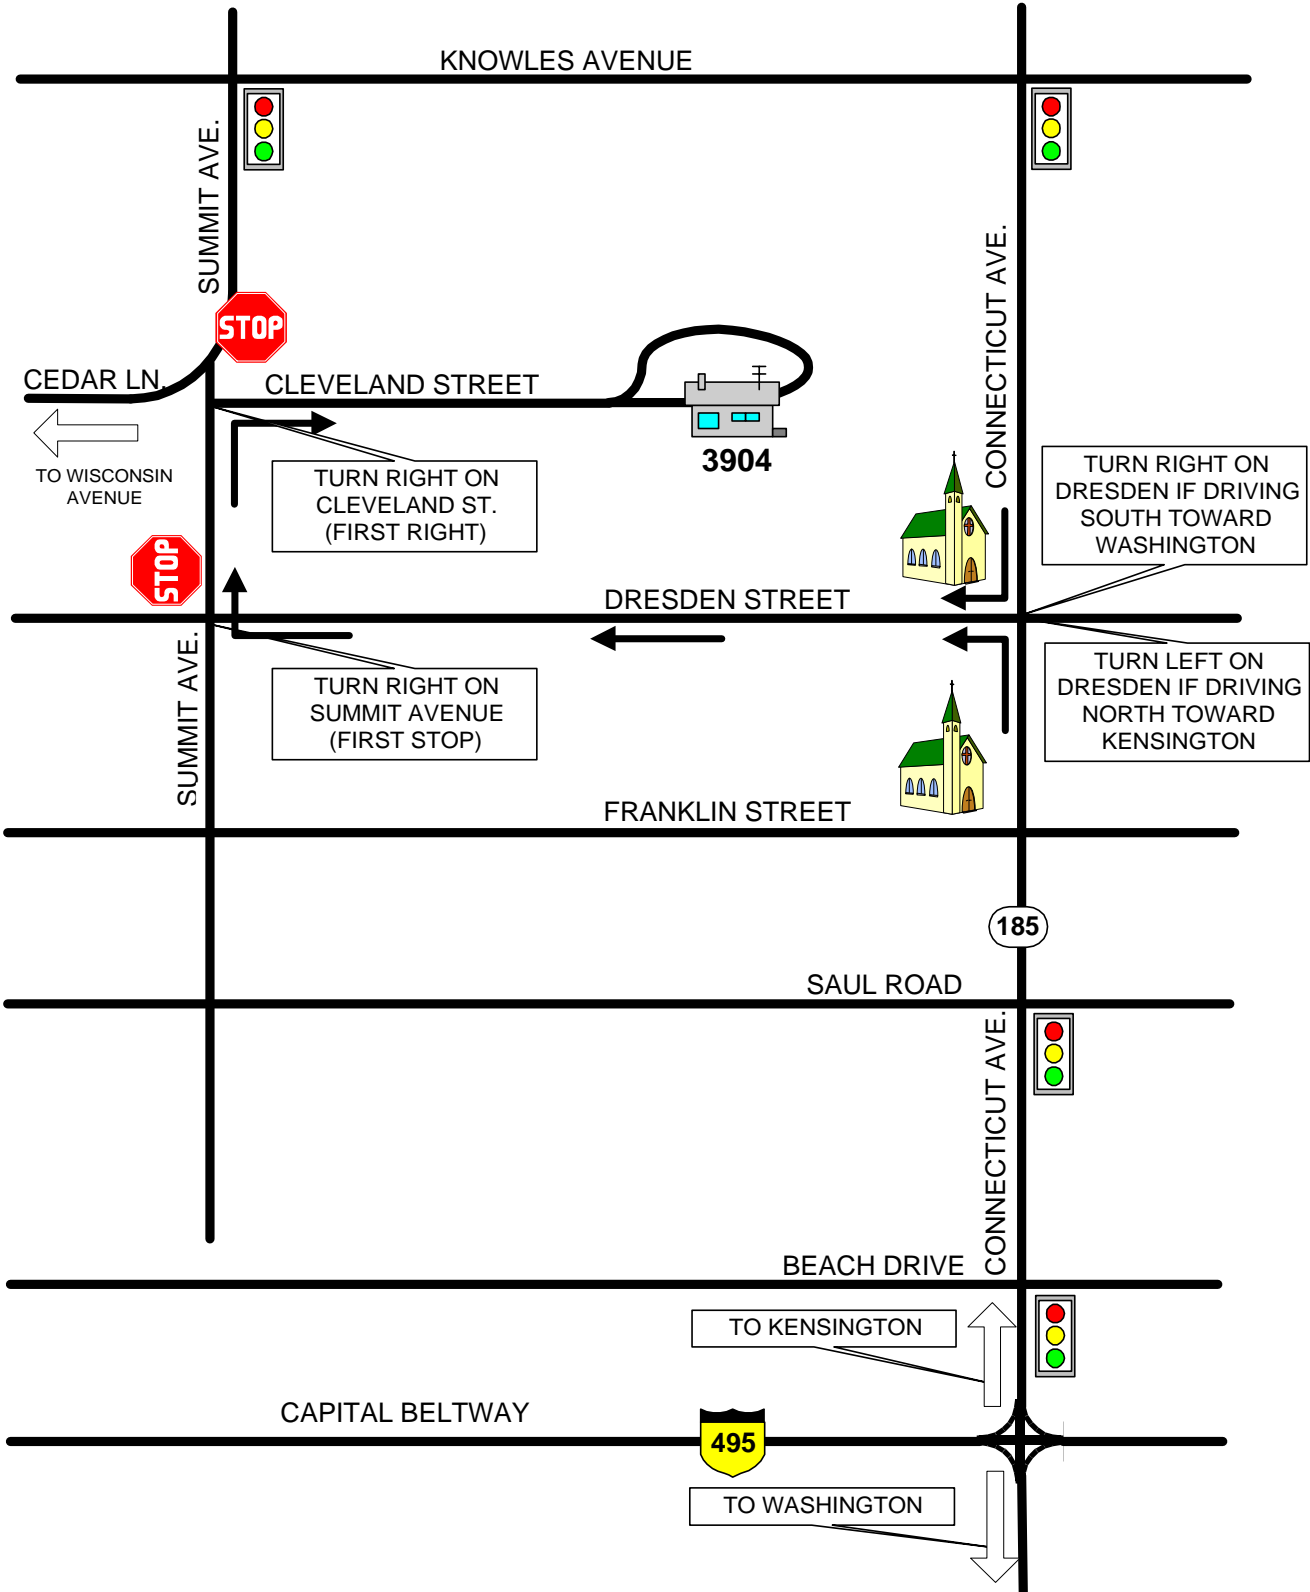 KNOWLES AVENUE
SUMMIT AVE.
CONNECTICUT AVE.
STOP
CEDAR LN.
CLEVELAND STREET
TO WISCONSIN
AVENUE
3904
TURN RIGHT ON
CLEVELAND ST.
(FIRST RIGHT)
TURN RIGHT ON
DRESDEN IF DRIVING
SOUTH TOWARD
WASHINGTON
STOP
DRESDEN STREET
SUMMIT AVE.
TURN RIGHT ON
SUMMIT AVENUE
(FIRST STOP)
TURN LEFT ON
DRESDEN IF DRIVING
NORTH TOWARD
KENSINGTON
FRANKLIN STREET
185
SAUL ROAD
CONNECTICUT AVE.
BEACH DRIVE
TO KENSINGTON
CAPITAL BELTWAY
495
TO WASHINGTON